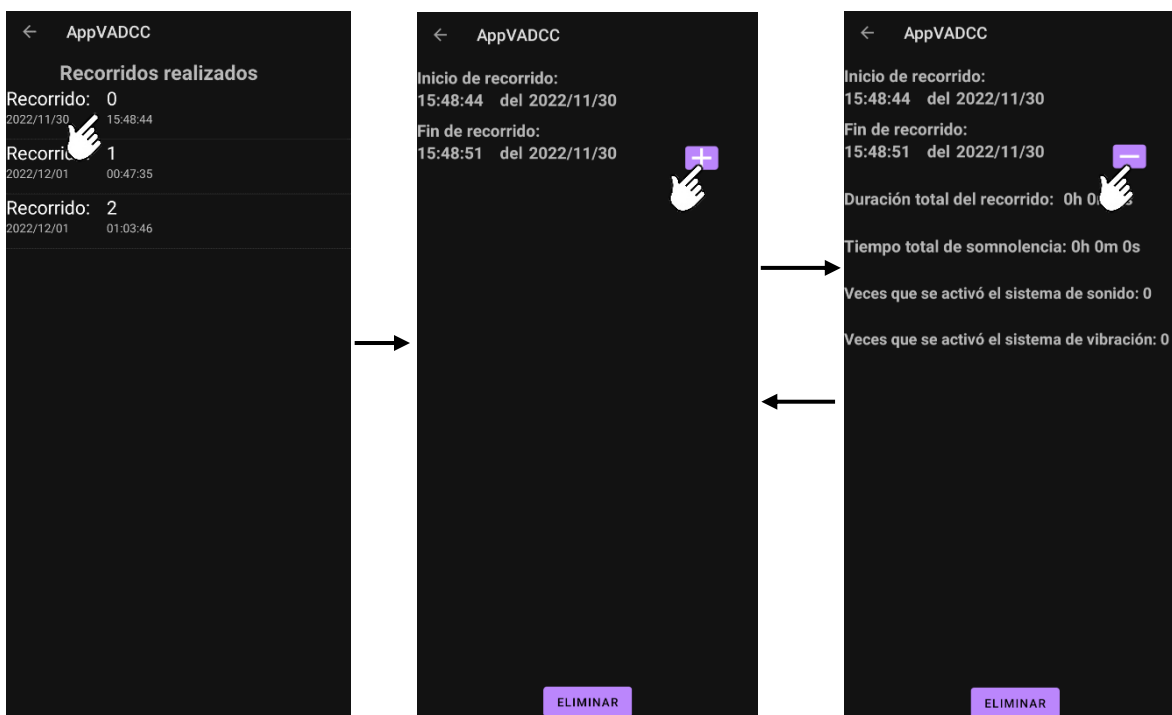 AppVADCC
Recorridos realizados
Recorrido: 0
2022/11/30 15:48:44
1
2022/12/01 00:47:35
Recorrido: 2
2022/12/01 01:03:46
AppVADCC
Inicio de recorrido:
15:48:44 del 2022/11/30
Fin de recorrido:
15:48:51 del 2022/11/30
ELIMINAR
AppVADCC
Inicio de recorrido:
15:48:44 del 2022/11/30
Fin de recorrido:
15:48:51 del 2022/11/30
Duración total del recorrido: 0h
Tiempo total de somnolencia: 0h 0m 0s
Veces que se activó el sistema de sonido: 0
Veces que se activó el sistema de vibración: 0
ELIMINAR